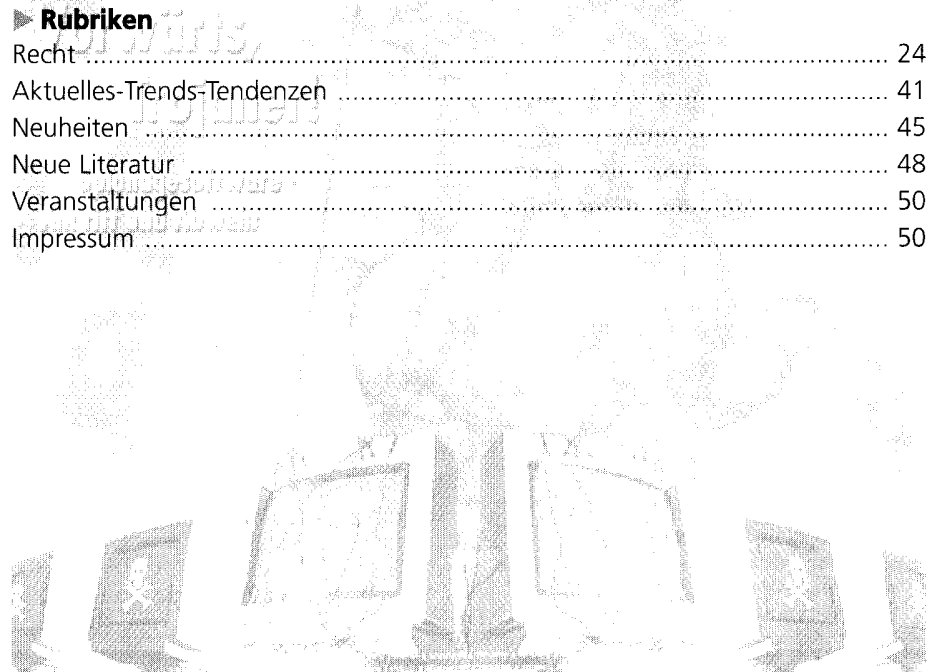 ▶ Rubriken
Recht ........ 24
Aktuelles-Trends-Tendenzen ........ 41
Neuheiten ........ 45
Neue Literatur ........ 48
Veranstaltungen ........ 50
Impressum ........ 50